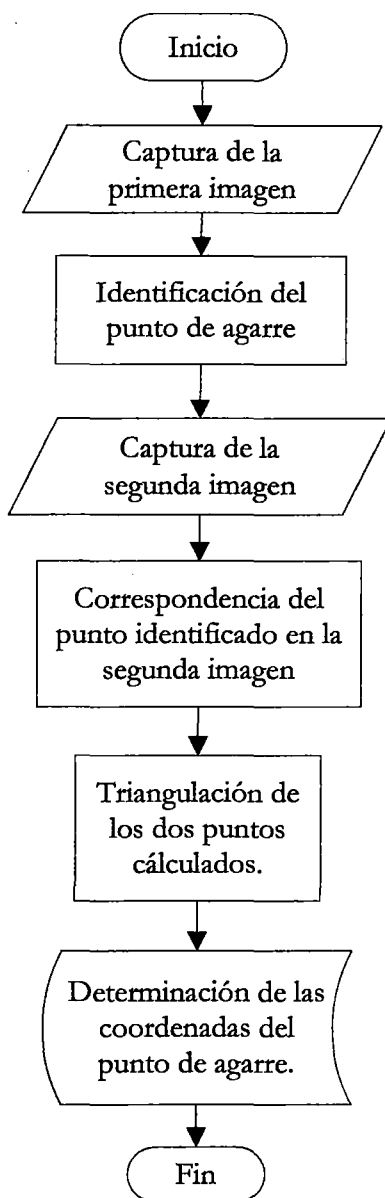 Inicio
Captura de la
primera imagen
Identificación del
punto de agarre
Captura de la
segunda imagen
Correspondencia del
punto identificado en la
segunda imagen
Triangulación de
los dos puntos
cálculados.
Determinación de las
coordenadas del
punto de agarre.
Fin